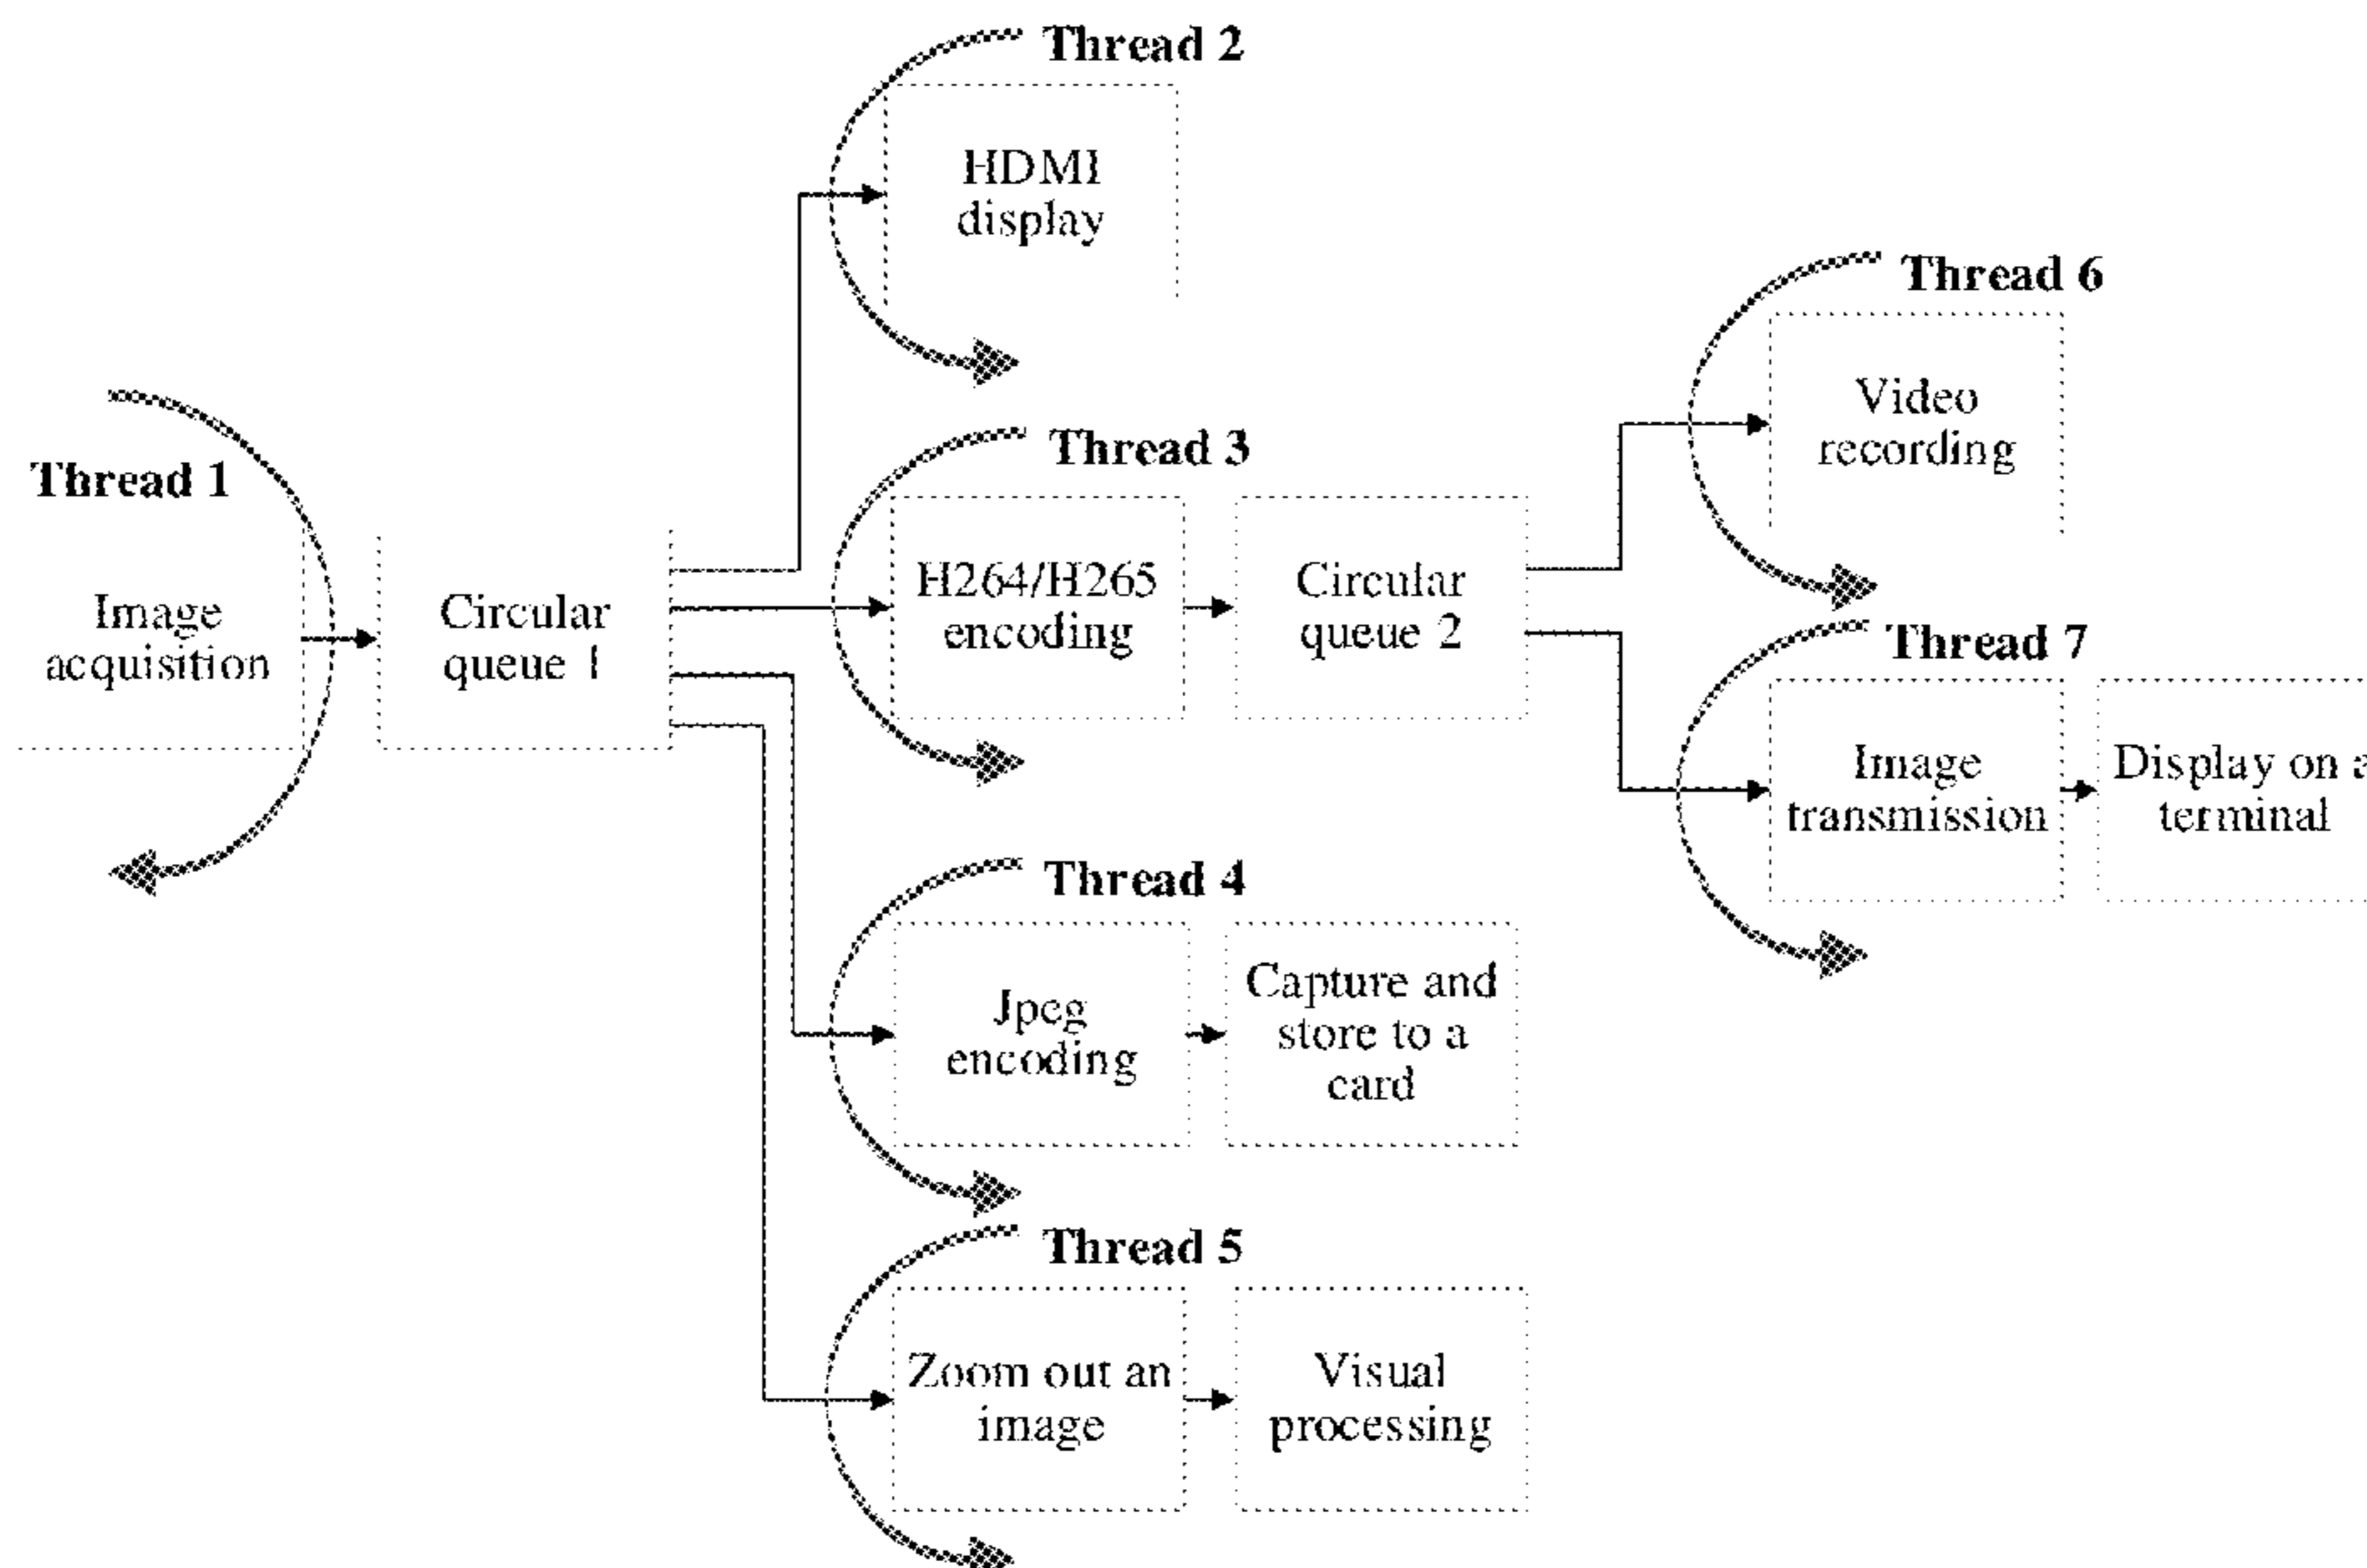 Thread 1
Image
acquisition
Circular
queue 1
Thread 2
HDMI
display
Thread 3
H264/H265
encoding
Circular
queue 2
Thread 4
Jpeg
encoding
Capture and
store to a
card
Thread 5
Zoom out an
image
Visual
processing
Thread 6
Video
recording
Thread 7
Image
transmission
Display on a
terminal